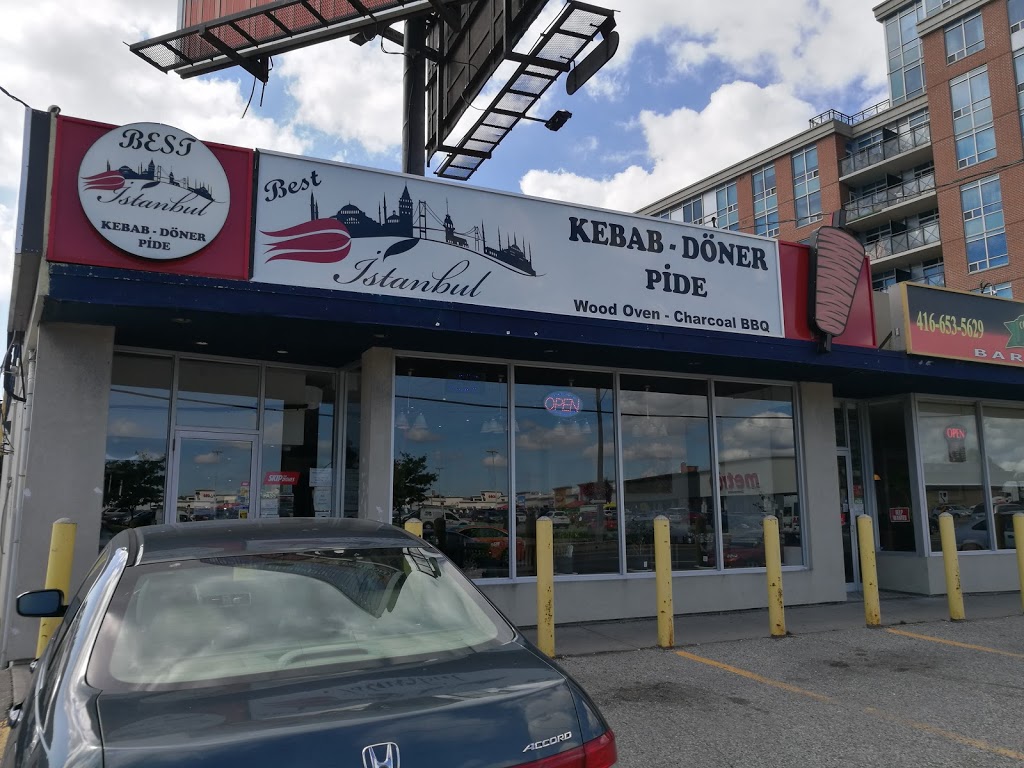 BEST
İstanbul
KEBAB - DÖNER
PİDE
Best
İstanbul
KEBAB - DÖNER
PİDE
Wood Oven - Charcoal BBQ
416-653-5629
BAR
OPEN
OPEN
SKIP
metro
ACCORD